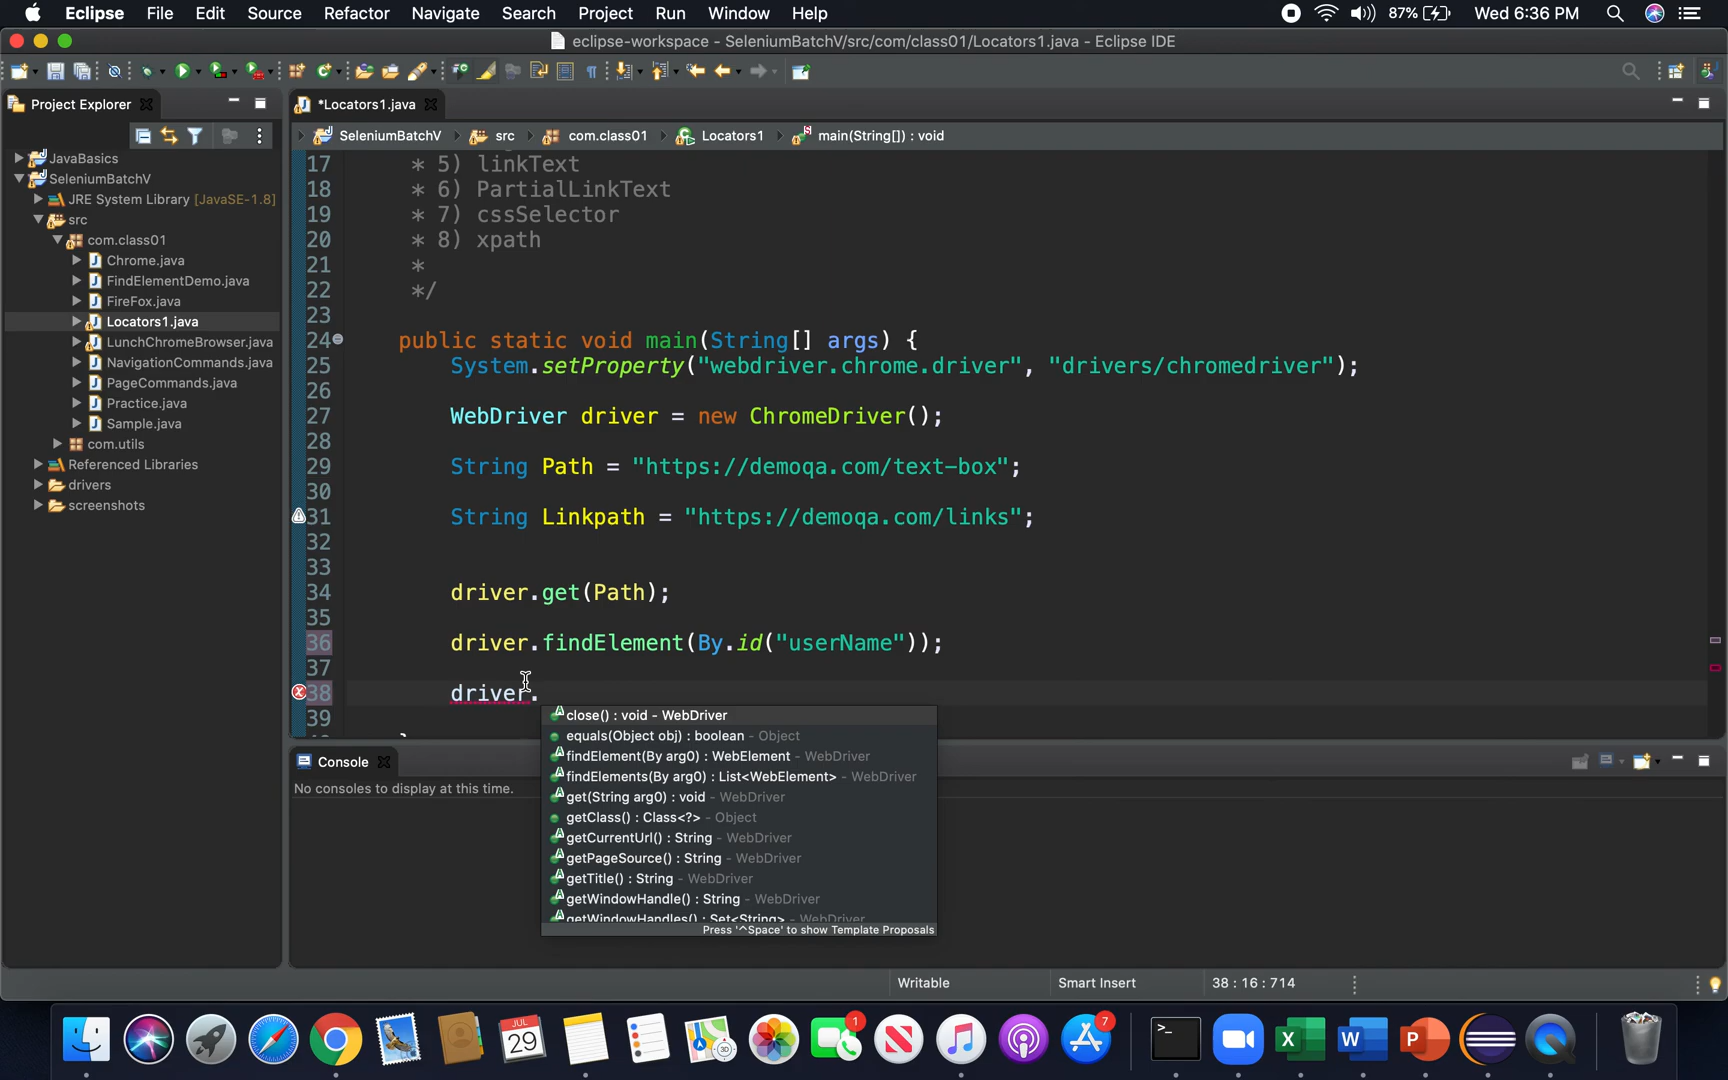 Eclipse File Edit Source Refactor Navigate Search Project Run Window Help 87% Wed 6:36 PM
eclipse-workspace - SeleniumBatchV/src/com/class01/Locators1.java - Eclipse IDE
Project Explorer
JavaBasics
SeleniumBatchV
JRE System Library [JavaSE-1.8]
src
com.class01
Chrome.java
FindElementDemo.java
FireFox.java
Locators1.java
LunchChromeBrowser.java
NavigationCommands.java
PageCommands.java
Practice.java
Sample.java
com.utils
Referenced Libraries
drivers
screenshots
*Locators1.java
SeleniumBatchV src com.class01 Locators1 main(String[]) : void
17 * 5) linkText
18 * 6) PartialLinkText
19 * 7) cssSelector
20 * 8) xpath
21 *
22 */
23
24 public static void main(String[] args) {
25 System.setProperty("webdriver.chrome.driver", "drivers/chromedriver");
26
27 WebDriver driver = new ChromeDriver();
28
29 String Path = "https://demoqa.com/text-box";
30
31 String Linkpath = "https://demoqa.com/links";
32
33
34 driver.get(Path);
35
36 driver.findElement(By.id("userName"));
37
38 driver.
39
close() : void - WebDriver
equals(Object obj) : boolean - Object
findElement(By arg0) : WebElement - WebDriver
findElements(By arg0) : List<WebElement> - WebDriver
get(String arg0) : void - WebDriver
getClass() : Class<?> - Object
getCurrentUrl() : String - WebDriver
getPageSource() : String - WebDriver
getTitle() : String - WebDriver
getWindowHandle() : String - WebDriver
getWindowHandles() : Set<String> - WebDriver
Press '^Space' to show Template Proposals
Console
No consoles to display at this time.
Writable Smart Insert 38 : 16 : 714
JUL
29
1
7